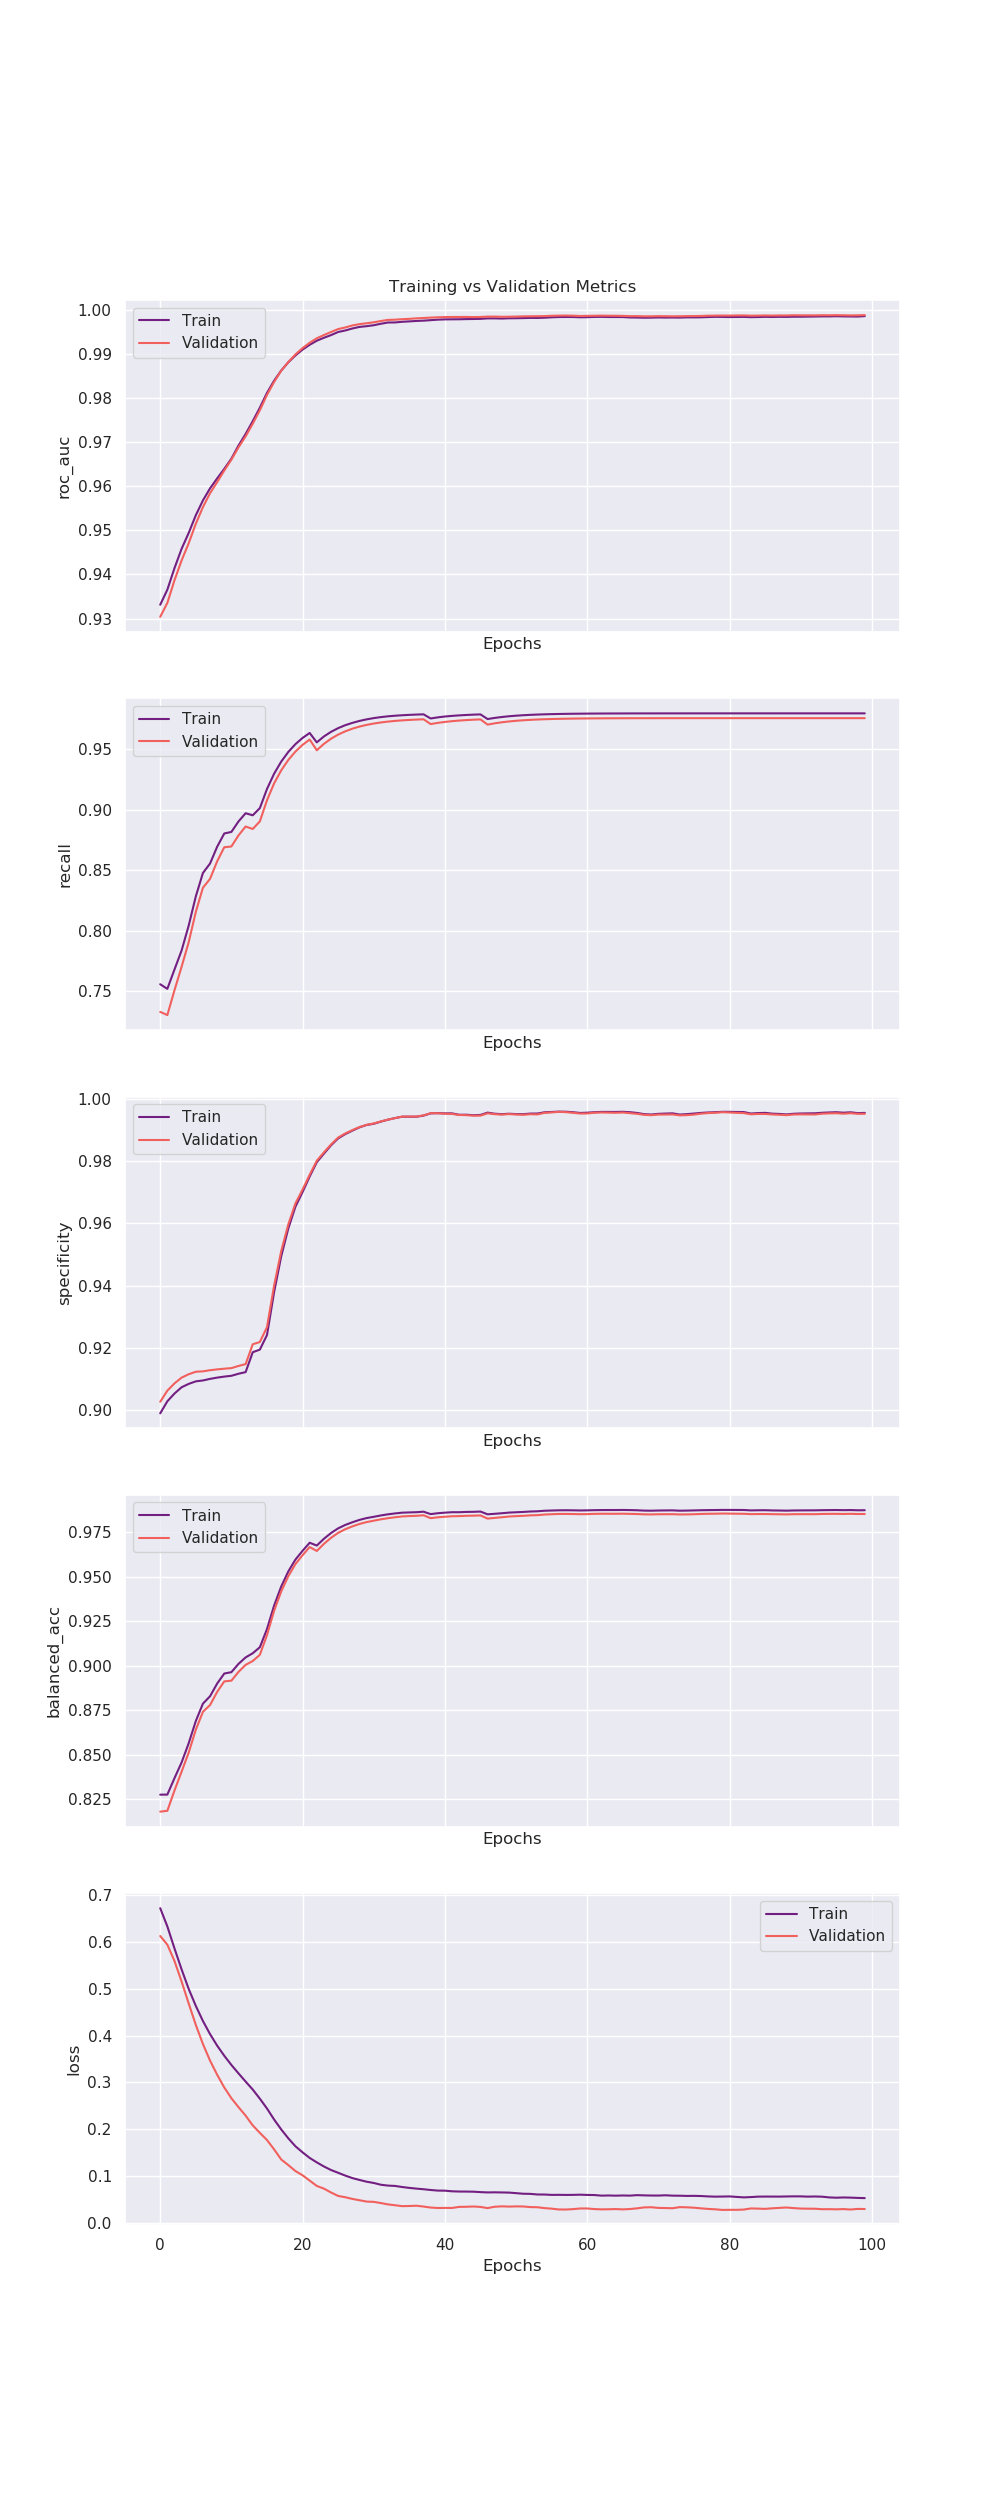 Training vs Validation Metrics
1.00
0.99
0.98
0.97
0.96
0.95
0.94
0.93
roc_auc
Train
Validation
Epochs
0.95
0.90
0.85
0.80
0.75
recall
Train
Validation
Epochs
1.00
0.98
0.96
0.94
0.92
0.90
specificity
Train
Validation
Epochs
0.975
0.950
0.925
0.900
0.875
0.850
0.825
balanced_acc
Train
Validation
Epochs
0.7
0.6
0.5
0.4
0.3
0.2
0.1
0.0
loss
Train
Validation
0 20 40 60 80 100
Epochs